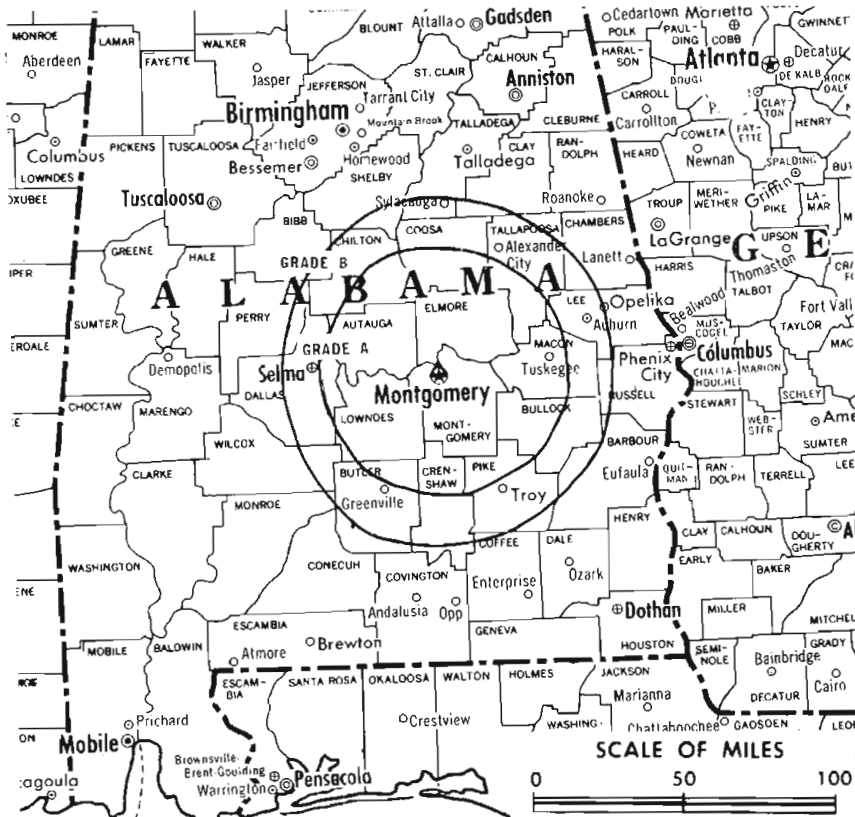 MONROE
Aberdeen
LAMAR
FAYETTE
WALKER
Jasper
BLOUNT
Attalla
Gadsden
CALHOUN
ST. CLAIR
Anniston
JEFFERSON
Tarrant City
Birmingham
Mountain Brook
Fairfield
Homewood
Bessemer
SHELBY
TALLADEGA
Talladega
CLAY
CLEBURNE
RAN-
DOLPH
Roanoke
Columbus
LOWNDES
PICKENS
TUSCALOOSA
Tuscaloosa
BIBB
Sylacauga
CHILTON
COOSA
TALLAPOOSA
CHAMBERS
Alexander
City
Lanett
Cedartown
POLK
Marietta
COBB
PAUL-
DING
GWINNET
HARAL-
SON
Atlanta
Decatur
DE KALB
CARROLL
Carrollton
CLAY-
TON
HENRY
COWETA
Newnan
FAY-
ETTE
HEARD
SPALDING
Griffin
TROUP
MERI-
WETHER
PIKE
LA-
MAR
LaGrange
UPSON
Thomaston
G E
HARRIS
TALBOT
GREENE
HALE
GRADE B
A L A B A M A
PERRY
AUTAUGA
ELMORE
LEE
Opelika
Auburn
SUMTER
Demopolis
GRADE A
Selma
DALLAS
Montgomery
MACON
Tuskegee
Phenix
City
RUSSELL
Bealwood
MUS-
COGEE
Columbus
CHATTA-
HOOCHEE
MARION
TAYLOR
Fort Vall
SCHLEY
CHOCTAW
MARENGO
WILCOX
LOWNDES
MONT-
GOMERY
BULLOCK
STEWART
WEB-
STER
SUMTER
Ame
CLARKE
BUTLER
Greenville
CREN-
SHAW
PIKE
Troy
BARBOUR
Eufaula
QUIT-
MAN
RAN-
DOLPH
TERRELL
LEE
MONROE
WASHINGTON
CONECUH
COVINGTON
Andalusia
Opp
COFFEE
Enterprise
DALE
Ozark
HENRY
CLAY
CALHOUN
DOU-
GHERTY
EARLY
BAKER
Dothan
MILLER
MITCHEL
ESCAMBIA
Brewton
Atmore
GENEVA
HOUSTON
SEMI-
NOLE
Bainbridge
DECATUR
GRADY
Cairo
MOBILE
BALDWIN
ESCAM-
BIA
SANTA ROSA
OKALOOSA
WALTON
HOLMES
JACKSON
Marianna
Crestview
WASHING-
Chattahoochee
GADSDEN
LEO
Prichard
Mobile
Brownsville-
Brent-Goulding
Warrington
Pensacola
SCALE OF MILES
0 50 100